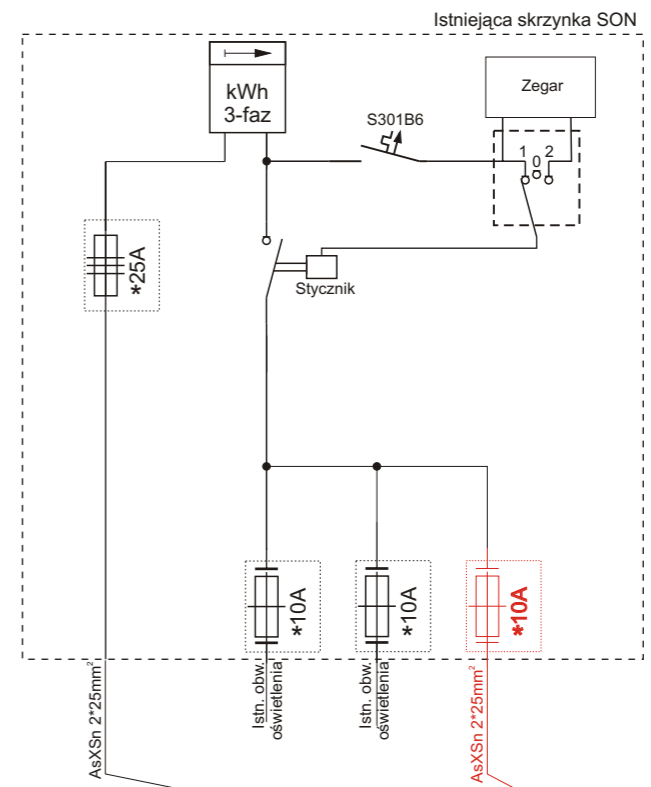 Istniejąca skrzynka SON
kWh
3-faz
Zegar
S301B6
1 0 2
*25A
Stycznik
*10A
*10A
*10A
AsXSn 2*25mm²
Istn. obw.
oświetlenia
Istn. obw.
oświetlenia
AsXSn 2*25mm²